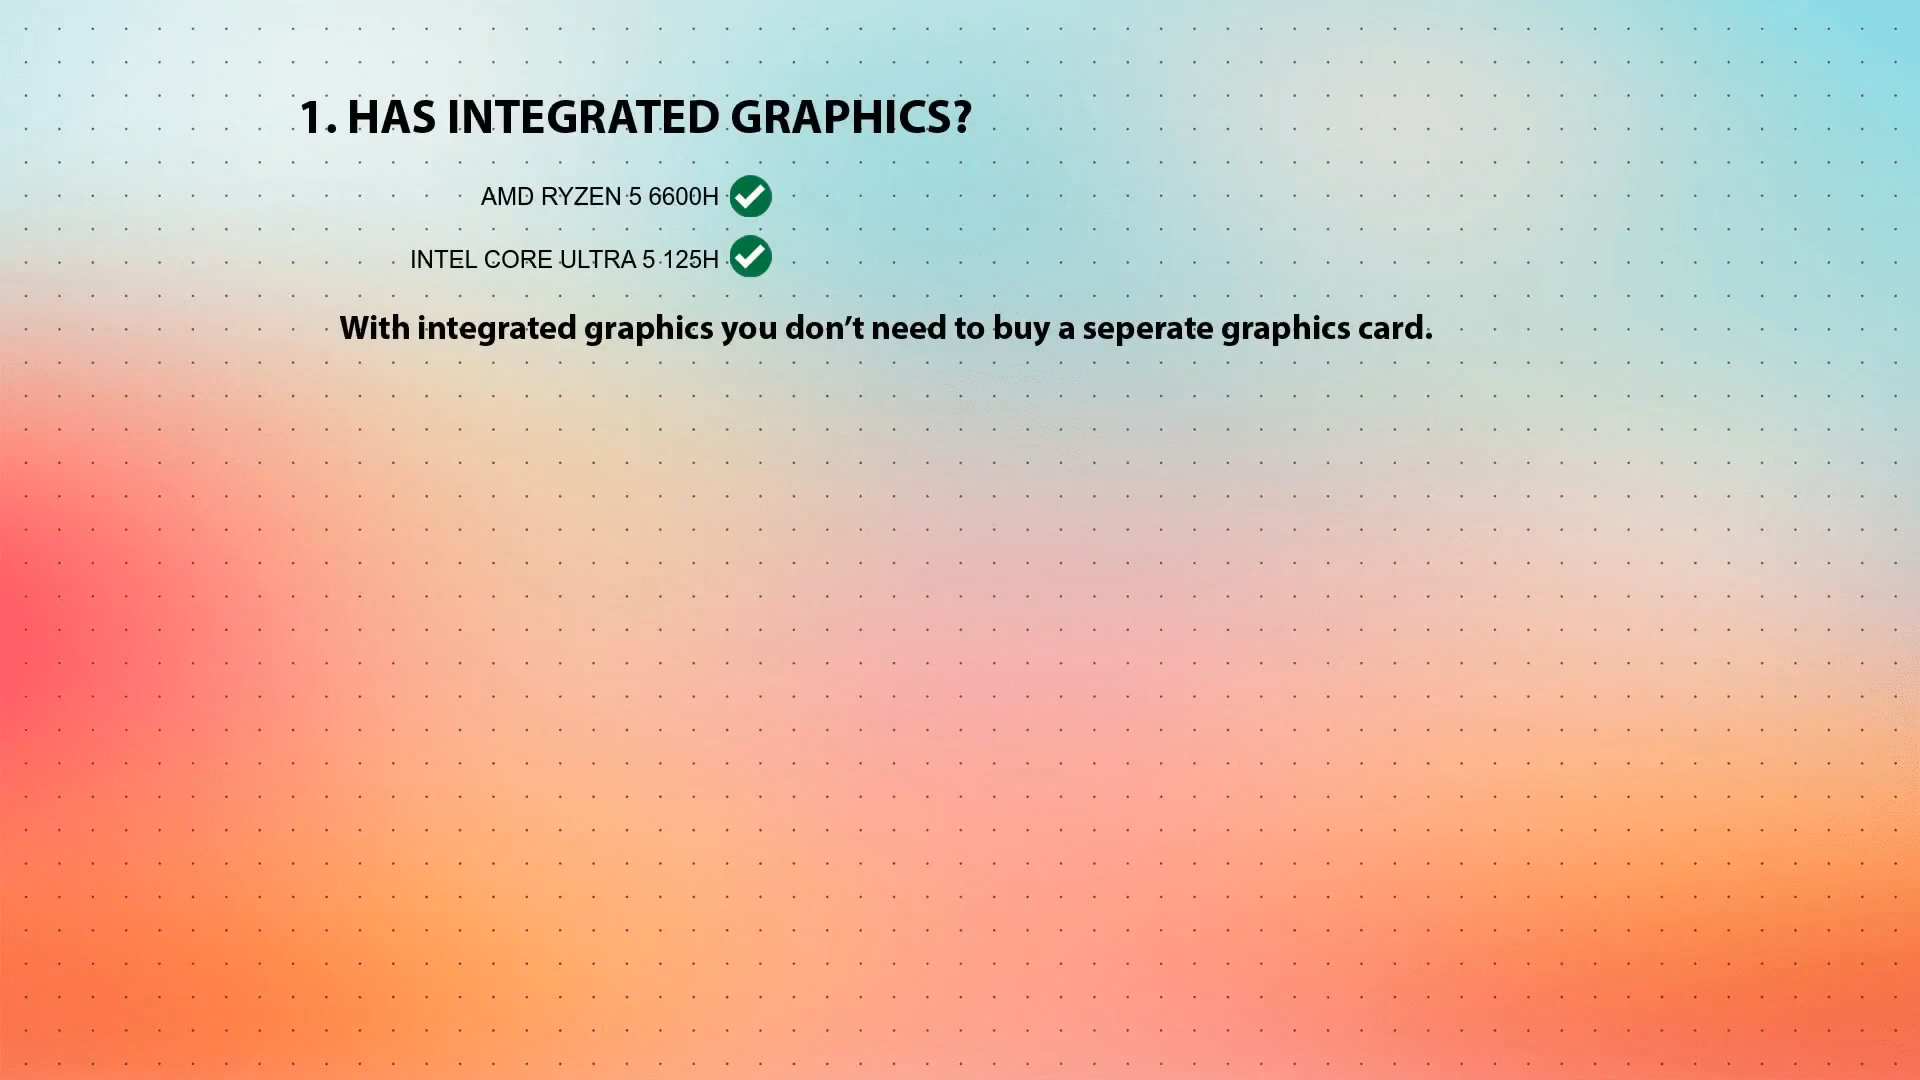 1. HAS INTEGRATED GRAPHICS?
AMD RYZEN 5 6600H
INTEL CORE ULTRA 5 125H
With integrated graphics you don’t need to buy a seperate graphics card.